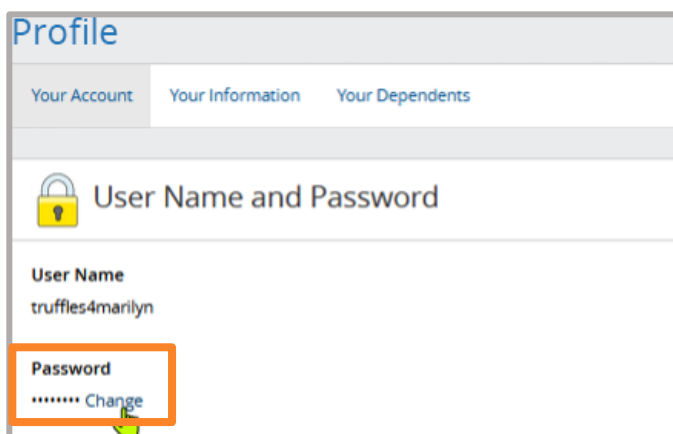 Profile
Your Account Your Information Your Dependents
User Name and Password
User Name
truffles4marilyn
Password
•••••••• Change